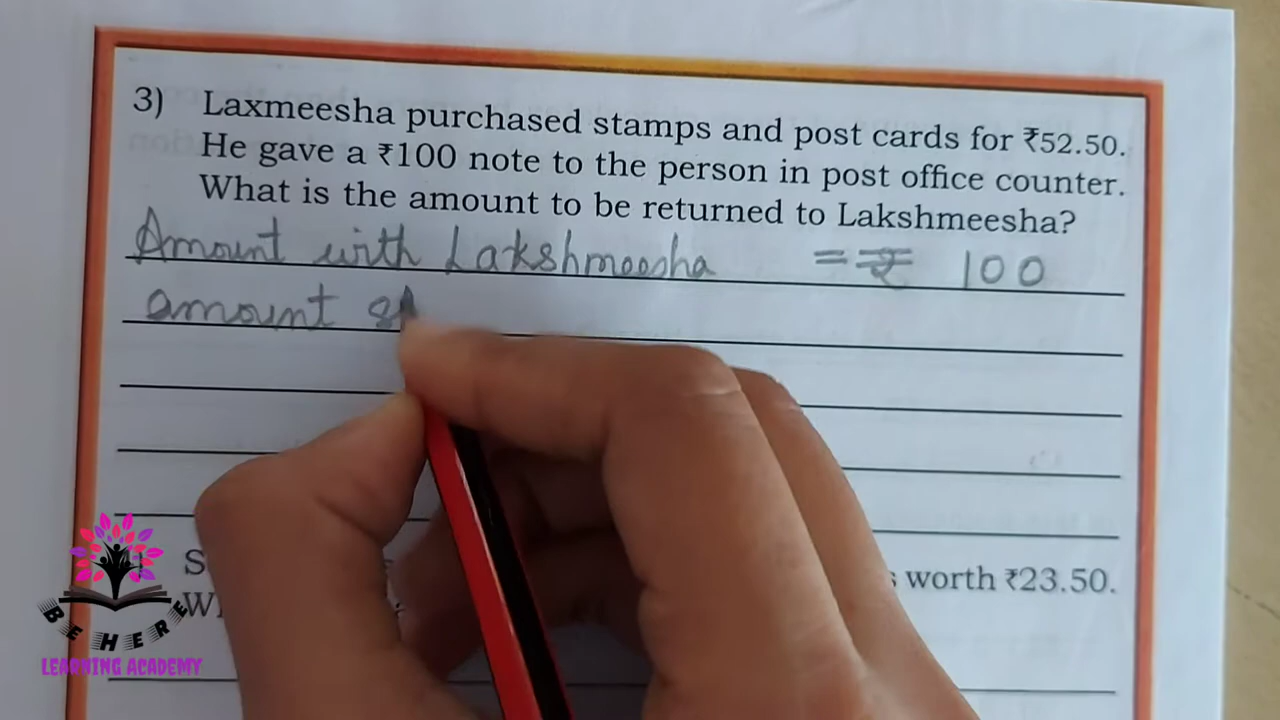 3) Laxmeesha purchased stamps and post cards for ₹52.50.
He gave a ₹100 note to the person in post office counter.
What is the amount to be returned to Lakshmeesha?
Amount with Lakshmeesha = ₹ 100
amount
worth ₹23.50.
BE HERE
LEARNING ACADEMY